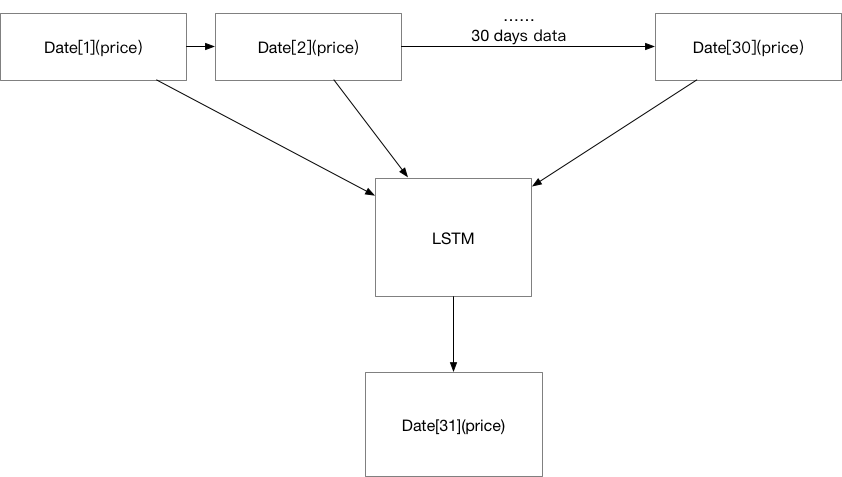 Date[1](price)
Date[2](price)
......
30 days data
Date[30](price)
LSTM
Date[31](price)